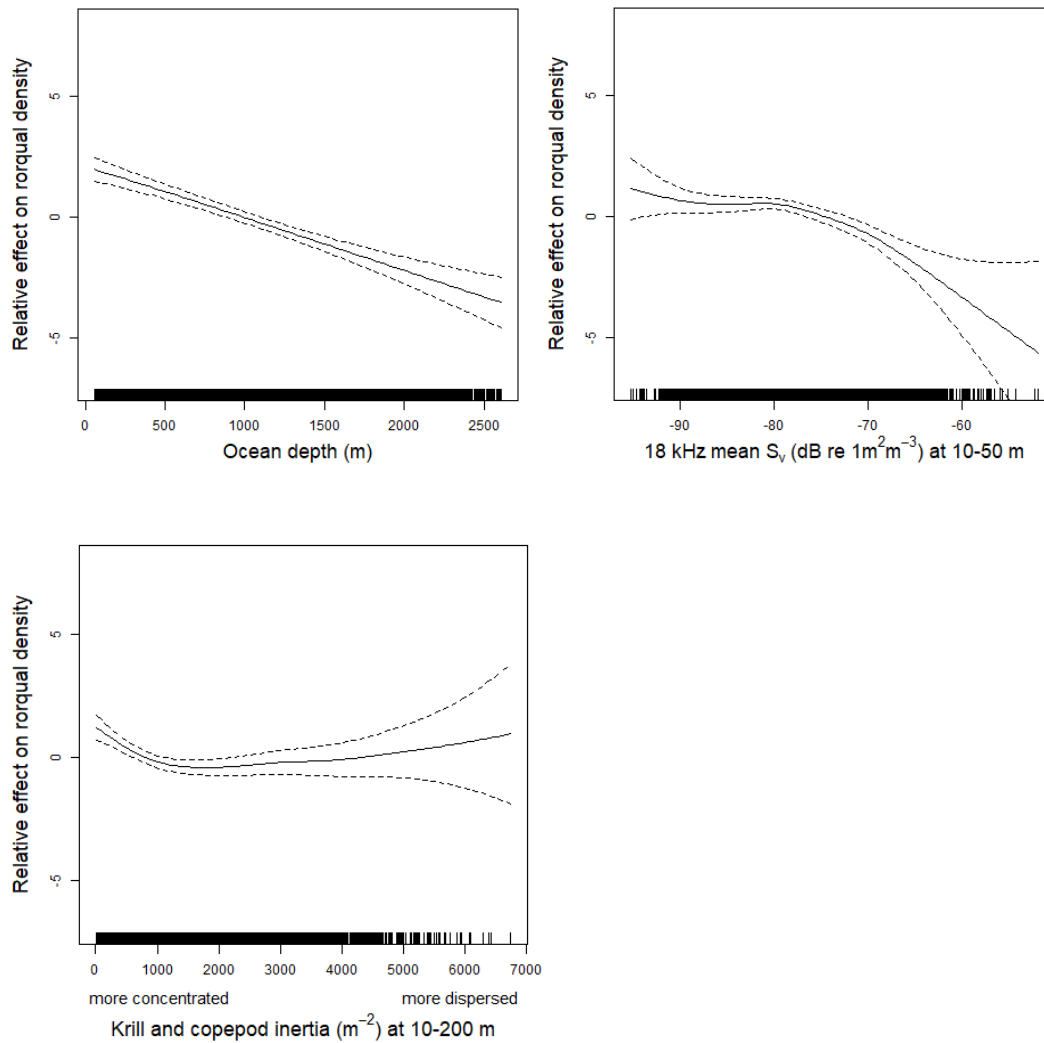 Relative effect on rorqual density
5
0
-5
0 500 1000 1500 2000 2500
Ocean depth (m)
Relative effect on rorqual density
5
0
-5
-90 -80 -70 -60
18 kHz mean Sᵥ (dB re 1m²m⁻³) at 10-50 m
Relative effect on rorqual density
5
0
-5
0 1000 2000 3000 4000 5000 6000 7000
more concentrated more dispersed
Krill and copepod inertia (m⁻²) at 10-200 m